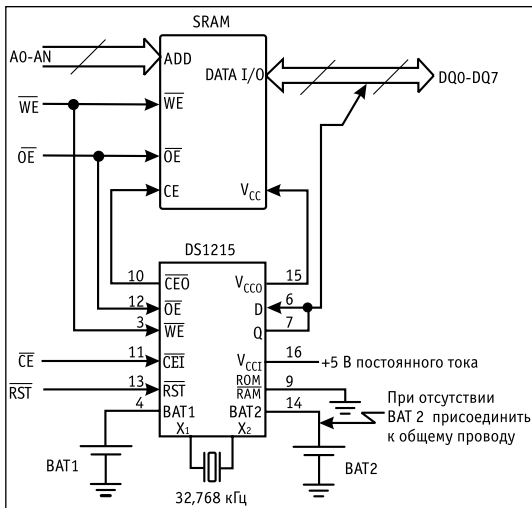 SRAM
A0-AN
ADD
DATA I/O
DQ0-DQ7
WE
WE
OE
OE
CE
VCC
DS1215
10
CEO
VCCO
15
12
OE
D
6
3
WE
Q
7
CE
11
CEI
VCCI
16
+5 В постоянного тока
RST
13
RST
ROM
RAM
9
4
BAT1
BAT2
14
X1
X2
При отсутствии
BAT 2 присоединить
к общему проводу
BAT1
BAT2
32,768 кГц